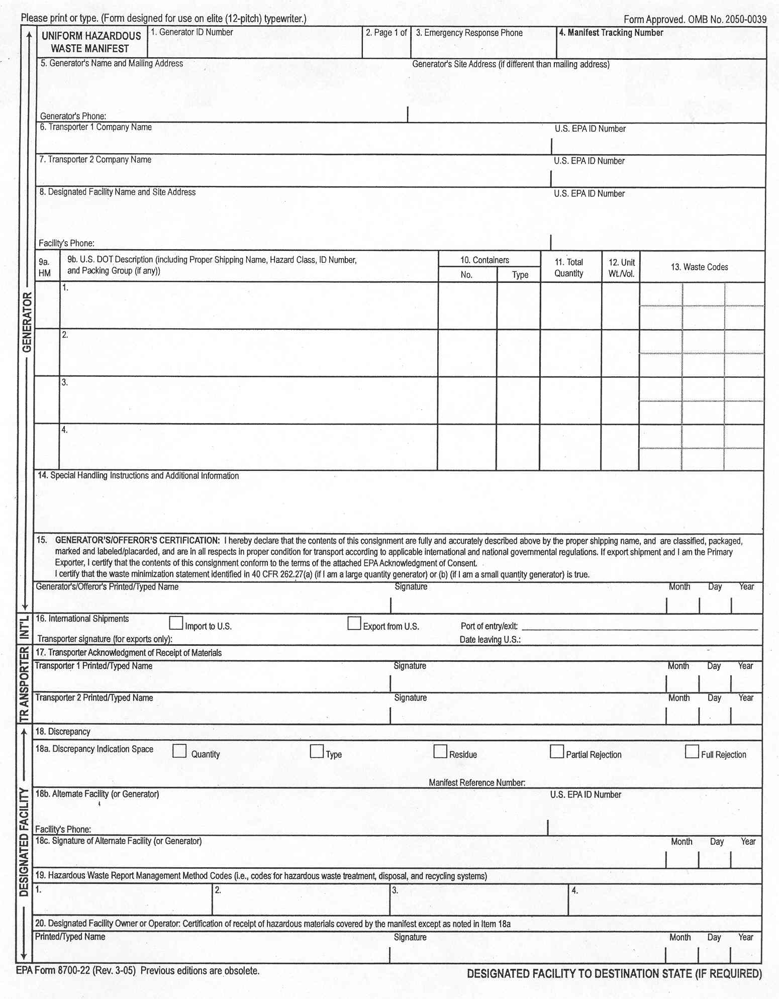 Please print or type. (Form designed for use on elite (12-pitch) typewriter.)
Form Approved. OMB No. 2050-0039
UNIFORM HAZARDOUS
WASTE MANIFEST
1. Generator ID Number
2. Page 1 of
3. Emergency Response Phone
4. Manifest Tracking Number
5. Generator's Name and Mailing Address
Generator's Site Address (if different than mailing address)
Generator's Phone:
6. Transporter 1 Company Name
U.S. EPA ID Number
7. Transporter 2 Company Name
U.S. EPA ID Number
8. Designated Facility Name and Site Address
U.S. EPA ID Number
Facility's Phone:
9a.
HM
9b. U.S. DOT Description (including Proper Shipping Name, Hazard Class, ID Number,
and Packing Group (if any))
10. Containers
No.
Type
11. Total
Quantity
12. Unit
Wt./Vol.
13. Waste Codes
GENERATOR
1.
2.
3.
4.
14. Special Handling Instructions and Additional Information
15. GENERATOR'S/OFFEROR'S CERTIFICATION: I hereby declare that the contents of this consignment are fully and accurately described above by the proper shipping name, and are classified, packaged,
marked and labeled/placarded, and are in all respects in proper condition for transport according to applicable international and national governmental regulations. If export shipment and I am the Primary
Exporter, I certify that the contents of this consignment conform to the terms of the attached EPA Acknowledgment of Consent.
I certify that the waste minimization statement identified in 40 CFR 262.27(a) (if I am a large quantity generator) or (b) (if I am a small quantity generator) is true.
Generator's/Offeror's Printed/Typed Name
Signature
Month Day Year
INT'L
16. International Shipments
Import to U.S.
Export from U.S.
Port of entry/exit:
Transporter signature (for exports only):
Date leaving U.S.:
TRANSPORTER
17. Transporter Acknowledgment of Receipt of Materials
Transporter 1 Printed/Typed Name
Signature
Month Day Year
Transporter 2 Printed/Typed Name
Signature
Month Day Year
DESIGNATED FACILITY
18. Discrepancy
18a. Discrepancy Indication Space
Quantity
Type
Residue
Partial Rejection
Full Rejection
Manifest Reference Number:
18b. Alternate Facility (or Generator)
U.S. EPA ID Number
Facility's Phone:
18c. Signature of Alternate Facility (or Generator)
Month Day Year
19. Hazardous Waste Report Management Method Codes (i.e., codes for hazardous waste treatment, disposal, and recycling systems)
1.
2.
3.
4.
20. Designated Facility Owner or Operator: Certification of receipt of hazardous materials covered by the manifest except as noted in Item 18a
Printed/Typed Name
Signature
Month Day Year
EPA Form 8700-22 (Rev. 3-05) Previous editions are obsolete.
DESIGNATED FACILITY TO DESTINATION STATE (IF REQUIRED)